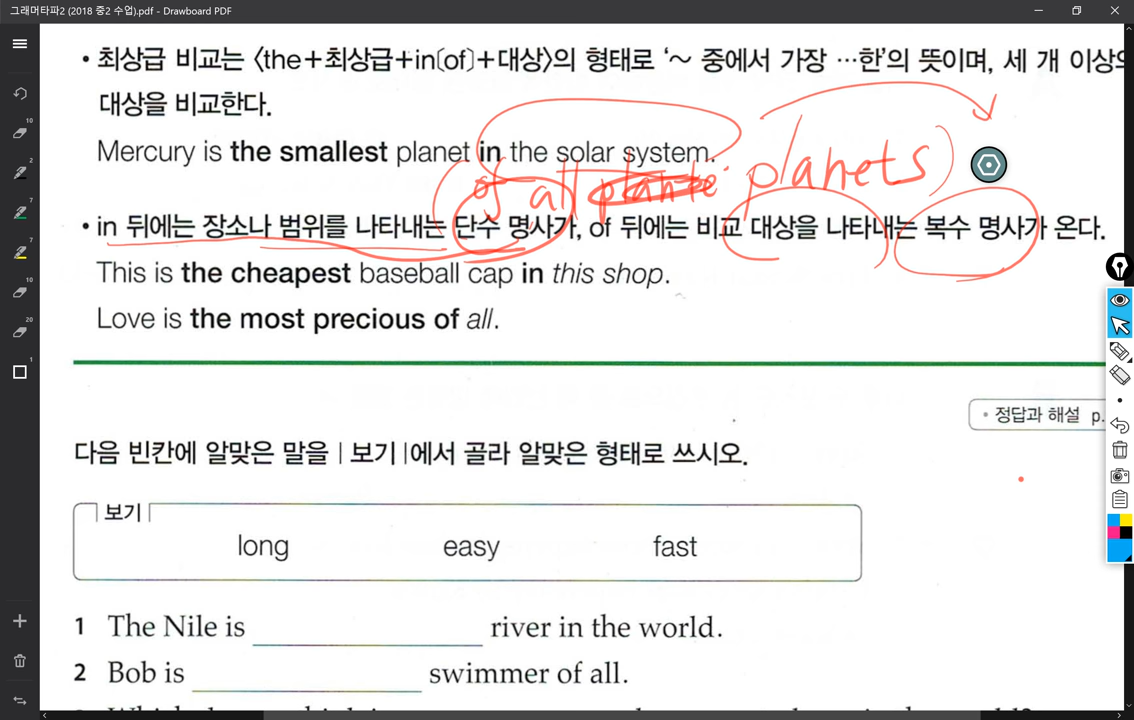 그래머타파2 (2018 중2 수업).pdf - Drawboard PDF
• 최상급 비교는 〈the+최상급+in〔of〕+대상〉의 형태로 '～ 중에서 가장 …한'의 뜻이며, 세 개 이상의
대상을 비교한다.
Mercury is the smallest planet in the solar system.
of all planets)
• in 뒤에는 장소나 범위를 나타내는 단수 명사가, of 뒤에는 비교 대상을 나타내는 복수 명사가 온다.
This is the cheapest baseball cap in this shop.
Love is the most precious of all.
• 정답과 해설 p.
다음 빈칸에 알맞은 말을 | 보기 |에서 골라 알맞은 형태로 쓰시오.
보기
long easy fast
1 The Nile is river in the world.
2 Bob is swimmer of all.
10
2
7
7
10
20
1